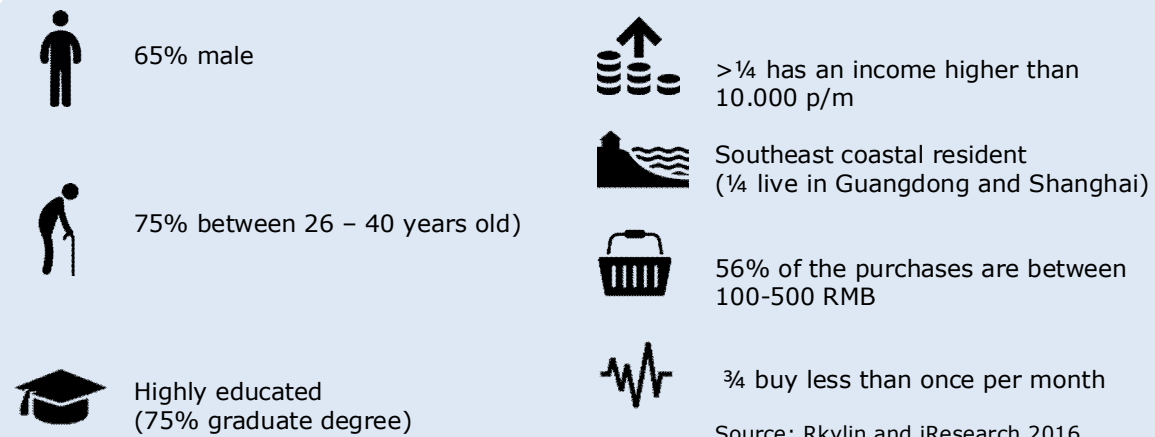 65% male
75% between 26 – 40 years old)
Highly educated
(75% graduate degree)
>¼ has an income higher than
10.000 p/m
Southeast coastal resident
(¼ live in Guangdong and Shanghai)
56% of the purchases are between
100-500 RMB
¾ buy less than once per month
Source: Rkylin and iResearch 2016